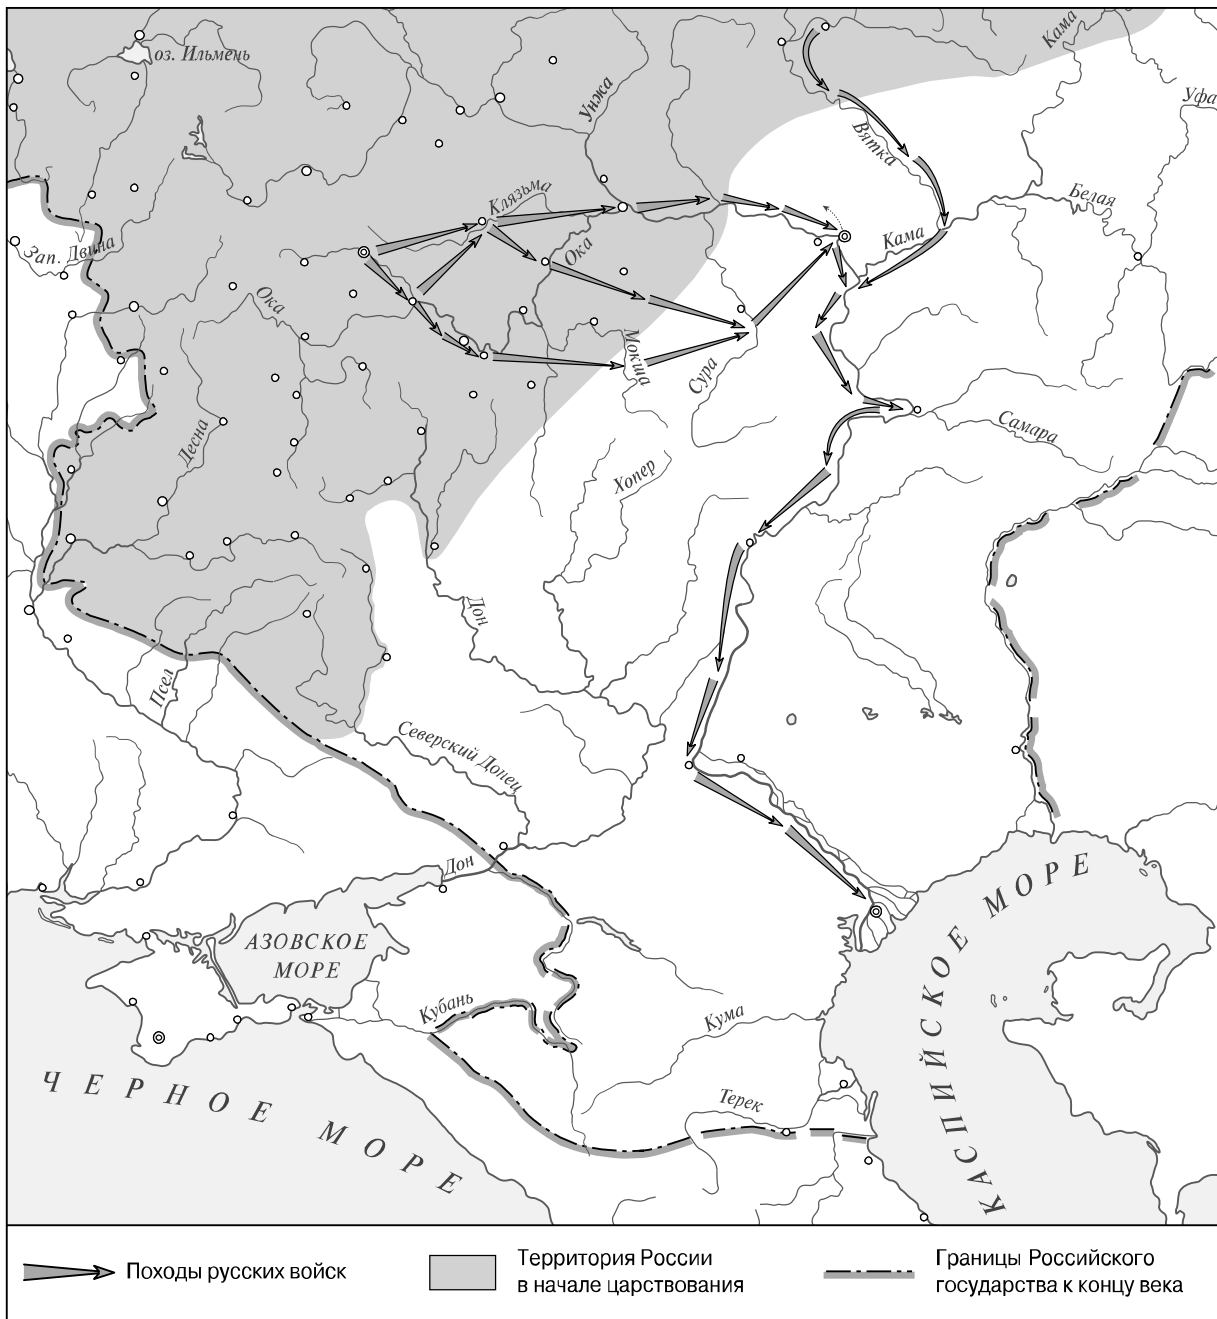 оз. Ильмень
Кама
Унжа
Уфа
Вятка
Клязьма
Белая
Зап. Двина
Ока
Кама
Ока
Мокша
Сура
Десна
Самара
Хопер
Дон
Псел
Северский Донец
Дон
АЗОВСКОЕ
МОРЕ
Кубань
Кума
Терек
ЧЕРНОЕ МОРЕ
КАСПИЙСКОЕ МОРЕ
Походы русских войск
Территория России
в начале царствования
Границы Российского
государства к концу века